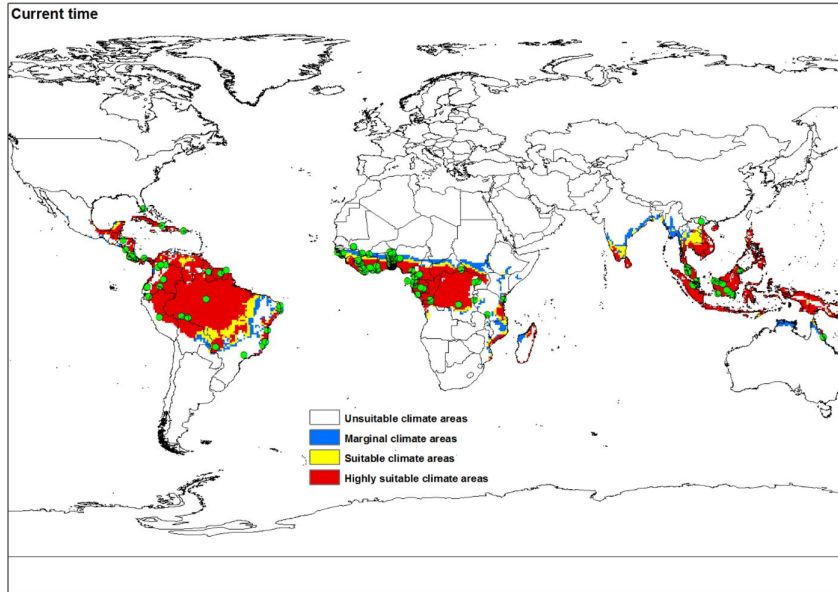 Current time
Unsuitable climate areas
Marginal climate areas
Suitable climate areas
Highly suitable climate areas